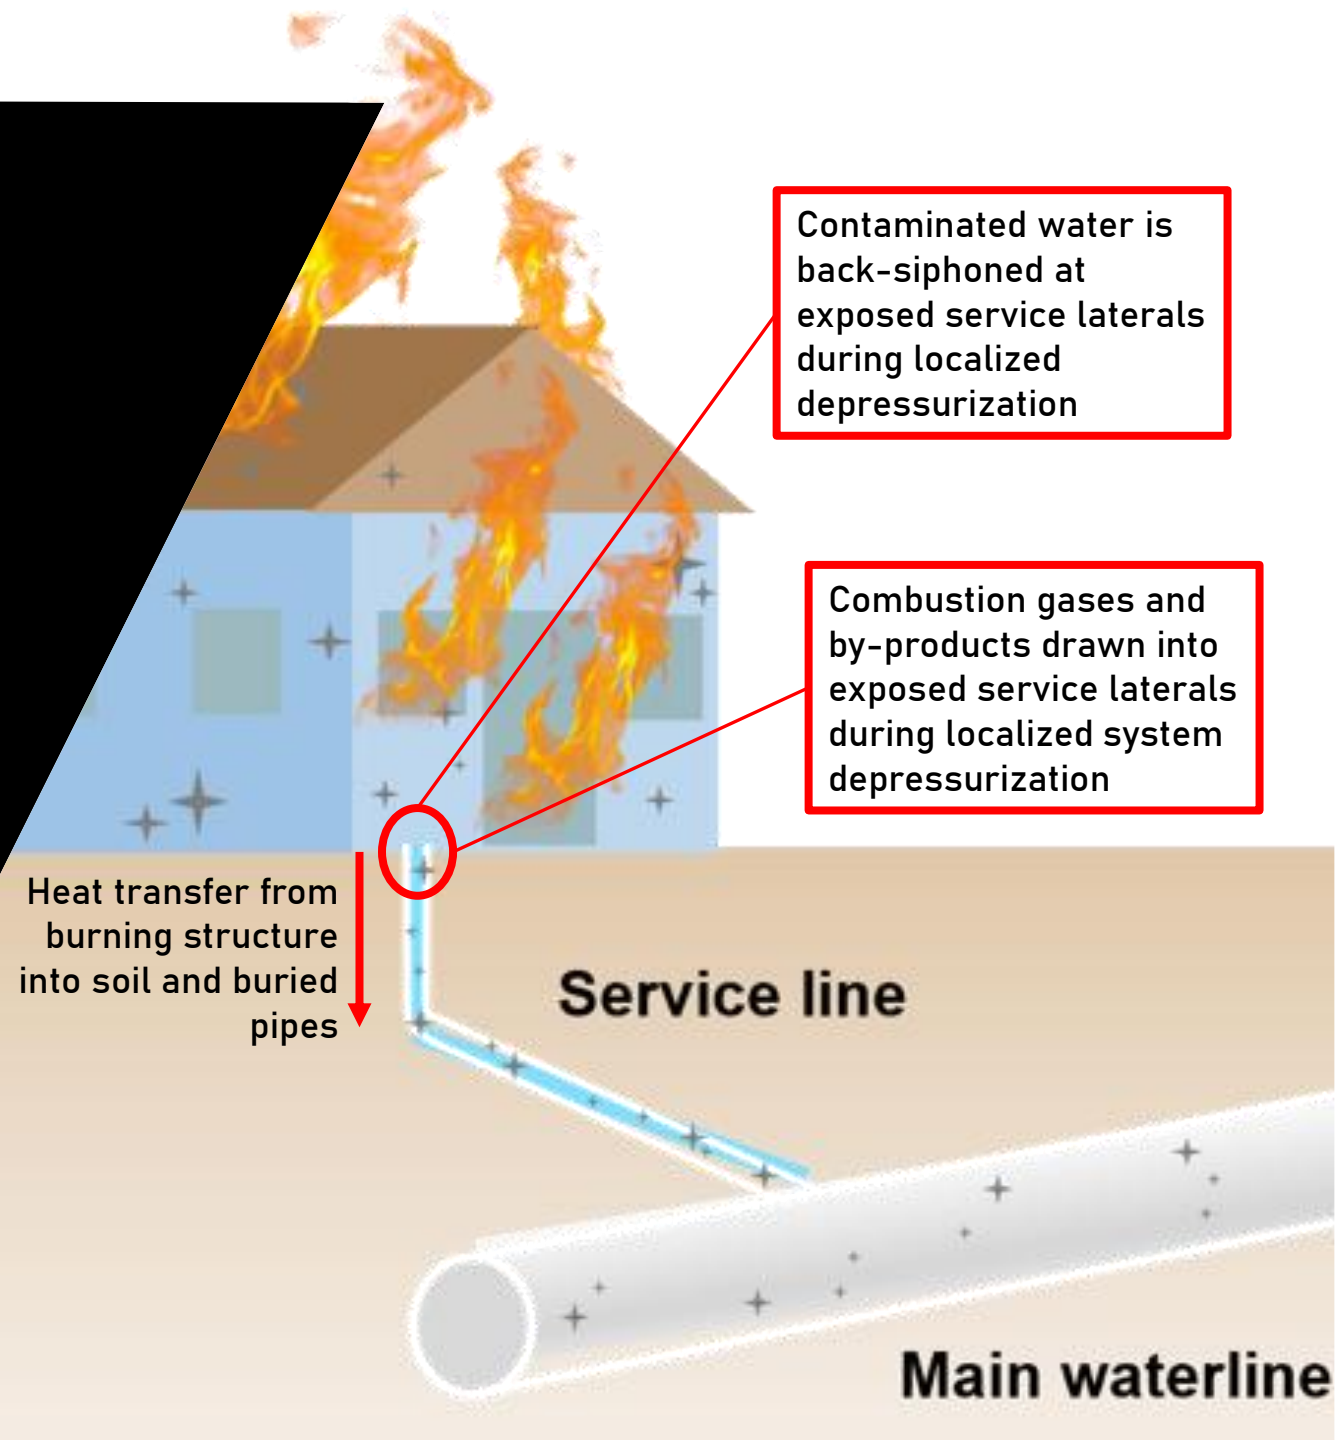 Contaminated water is
back-siphoned at
exposed service laterals
during localized
depressurization
Combustion gases and
by-products drawn into
exposed service laterals
during localized system
depressurization
Heat transfer from
burning structure
into soil and buried
pipes
Service line
Main waterline